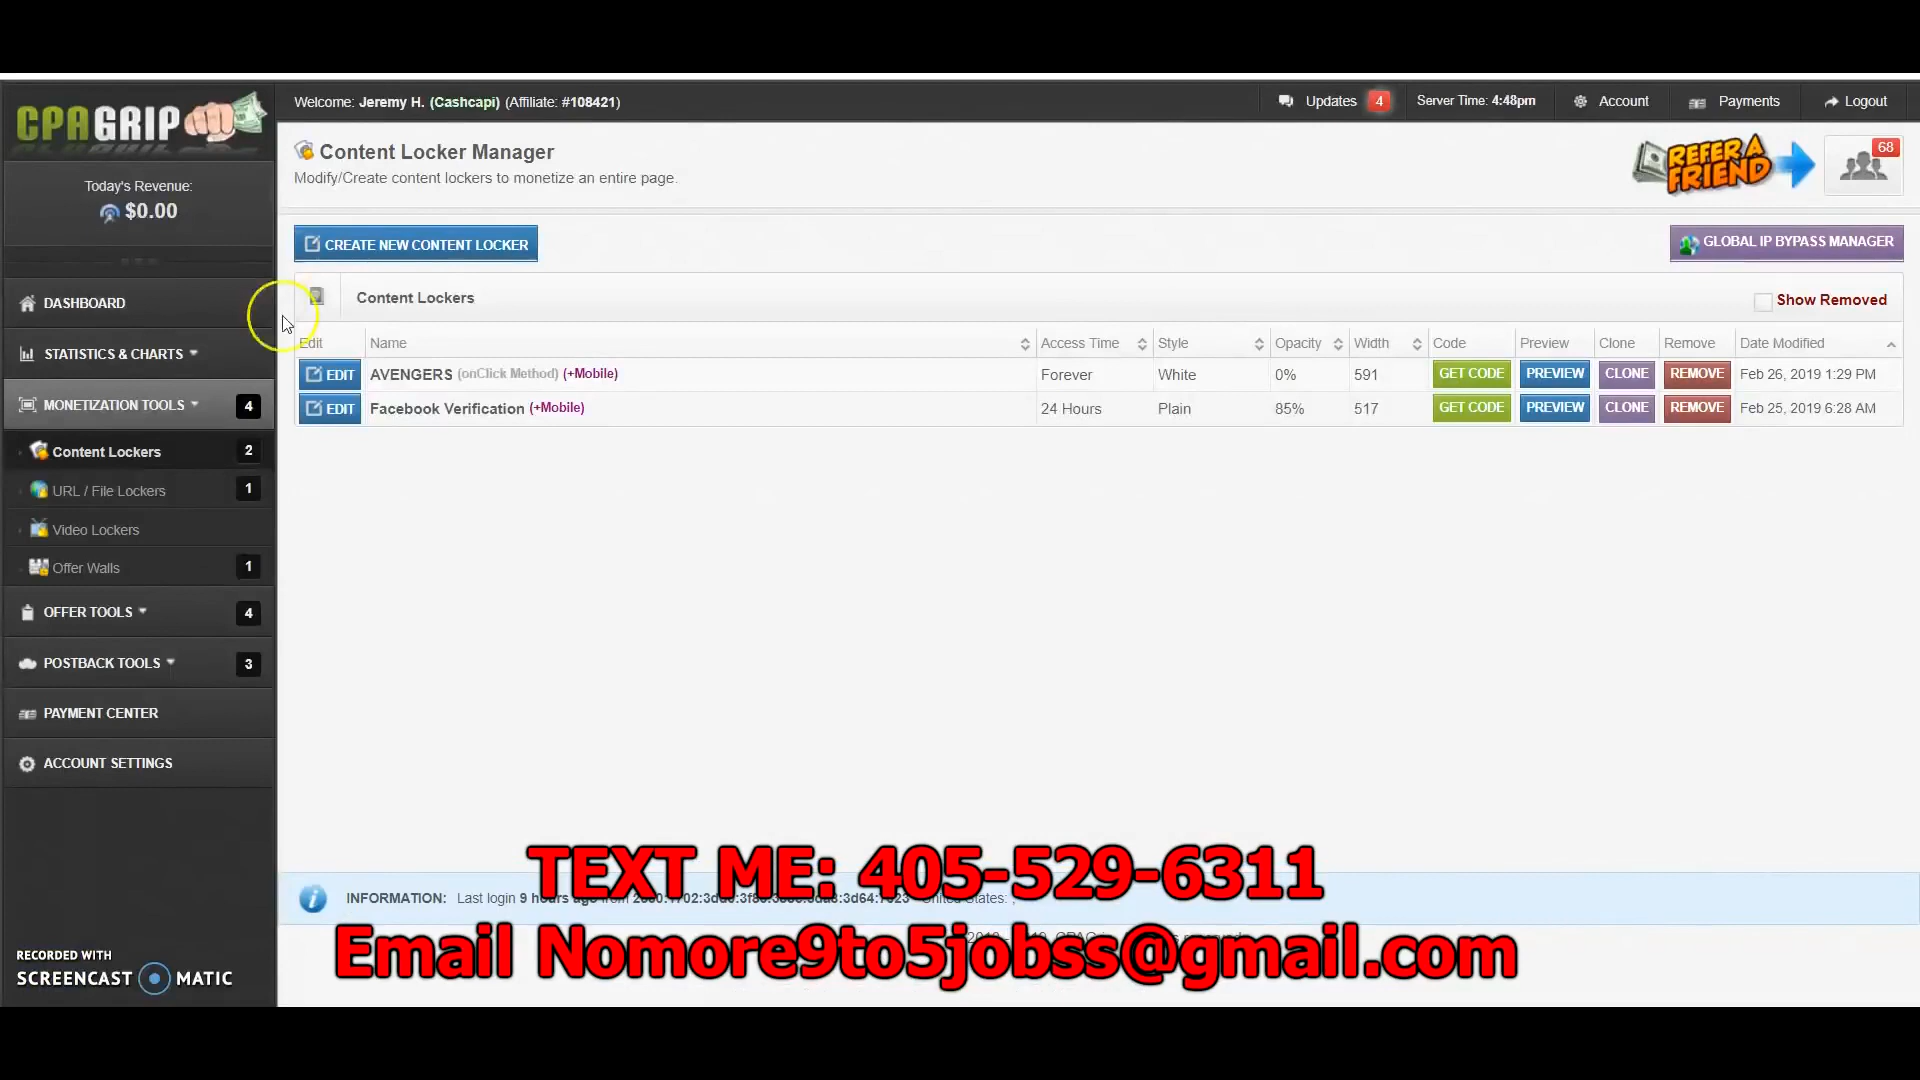 CPAGRIP
Welcome: Jeremy H. (Cashcapi) (Affiliate: #108421)
Updates 4
Server Time: 4:48pm
Account
Payments
Logout
Today's Revenue:
$0.00
Content Locker Manager
Modify/Create content lockers to monetize an entire page.
REFER A FRIEND
68
CREATE NEW CONTENT LOCKER
GLOBAL IP BYPASS MANAGER
DASHBOARD
STATISTICS & CHARTS
MONETIZATION TOOLS 4
Content Lockers 2
URL / File Lockers 1
Video Lockers
Offer Walls 1
OFFER TOOLS 4
POSTBACK TOOLS 3
PAYMENT CENTER
ACCOUNT SETTINGS
Content Lockers
Show Removed
Edit Name Access Time Style Opacity Width Code Preview Clone Remove Date Modified
EDIT AVENGERS (onClick Method) (+Mobile) Forever White 0% 591 GET CODE PREVIEW CLONE REMOVE Feb 26, 2019 1:29 PM
EDIT Facebook Verification (+Mobile) 24 Hours Plain 85% 517 GET CODE PREVIEW CLONE REMOVE Feb 25, 2019 6:28 AM
TEXT ME: 405-529-6311
INFORMATION: Last login 9 hours ago from United States:
Email Nomore9to5jobss@gmail.com
RECORDED WITH
SCREENCAST MATIC